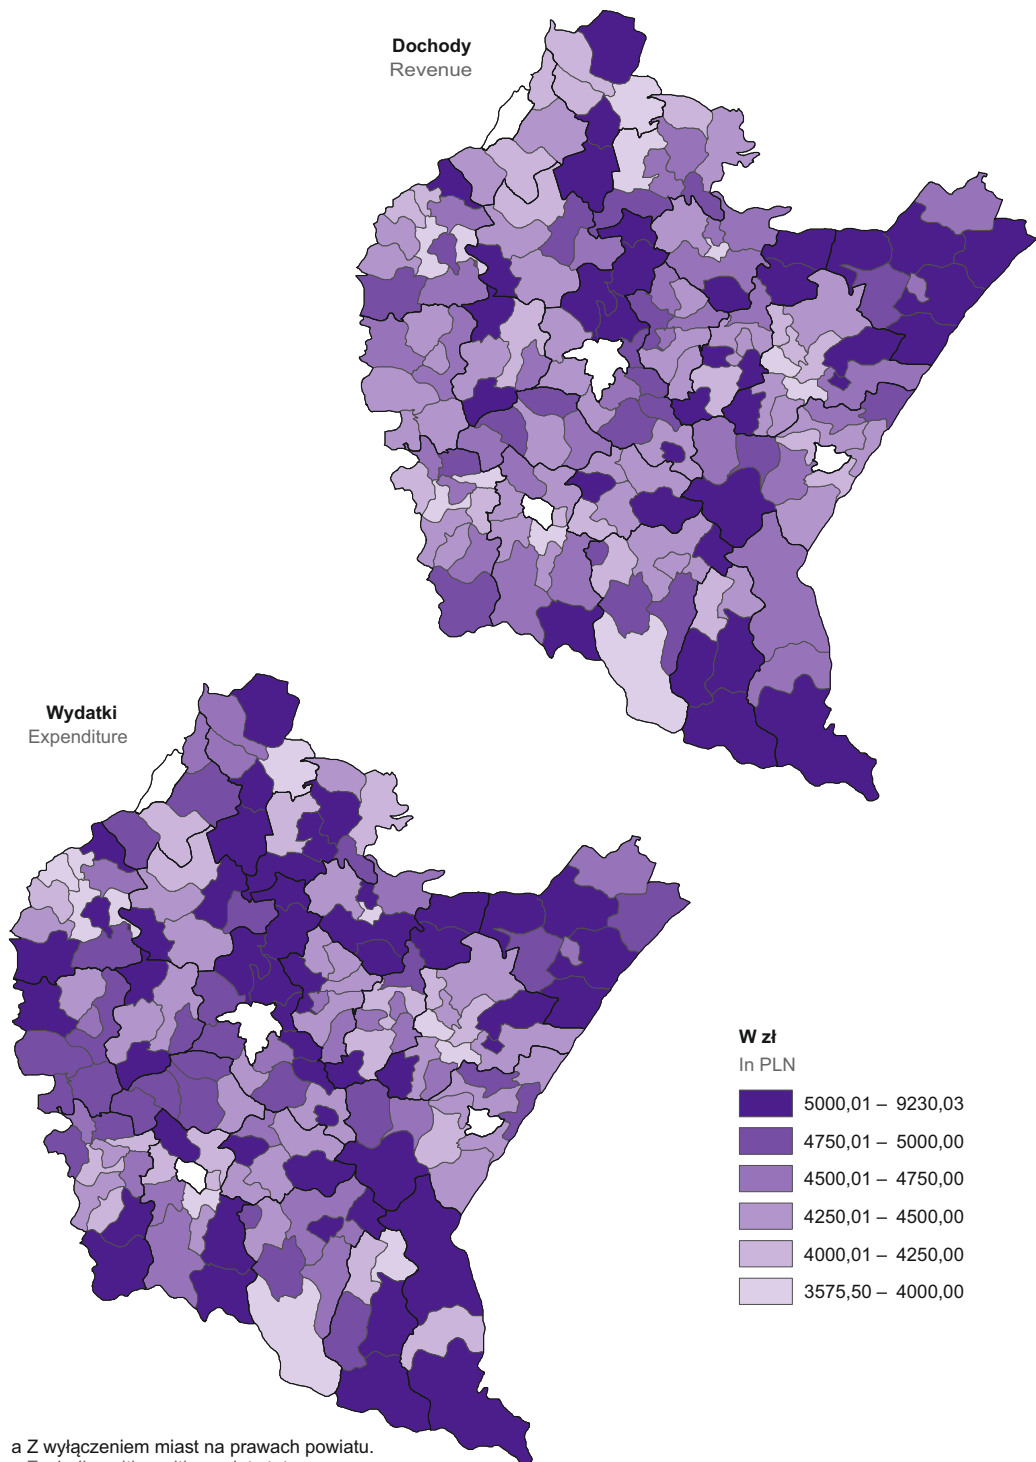 Dochody
Revenue
Wydatki
Expenditure
W zł
In PLN
5000,01 – 9230,03
4750,01 – 5000,00
4500,01 – 4750,00
4250,01 – 4500,00
4000,01 – 4250,00
3575,50 – 4000,00
a Z wyłączeniem miast na prawach powiatu.